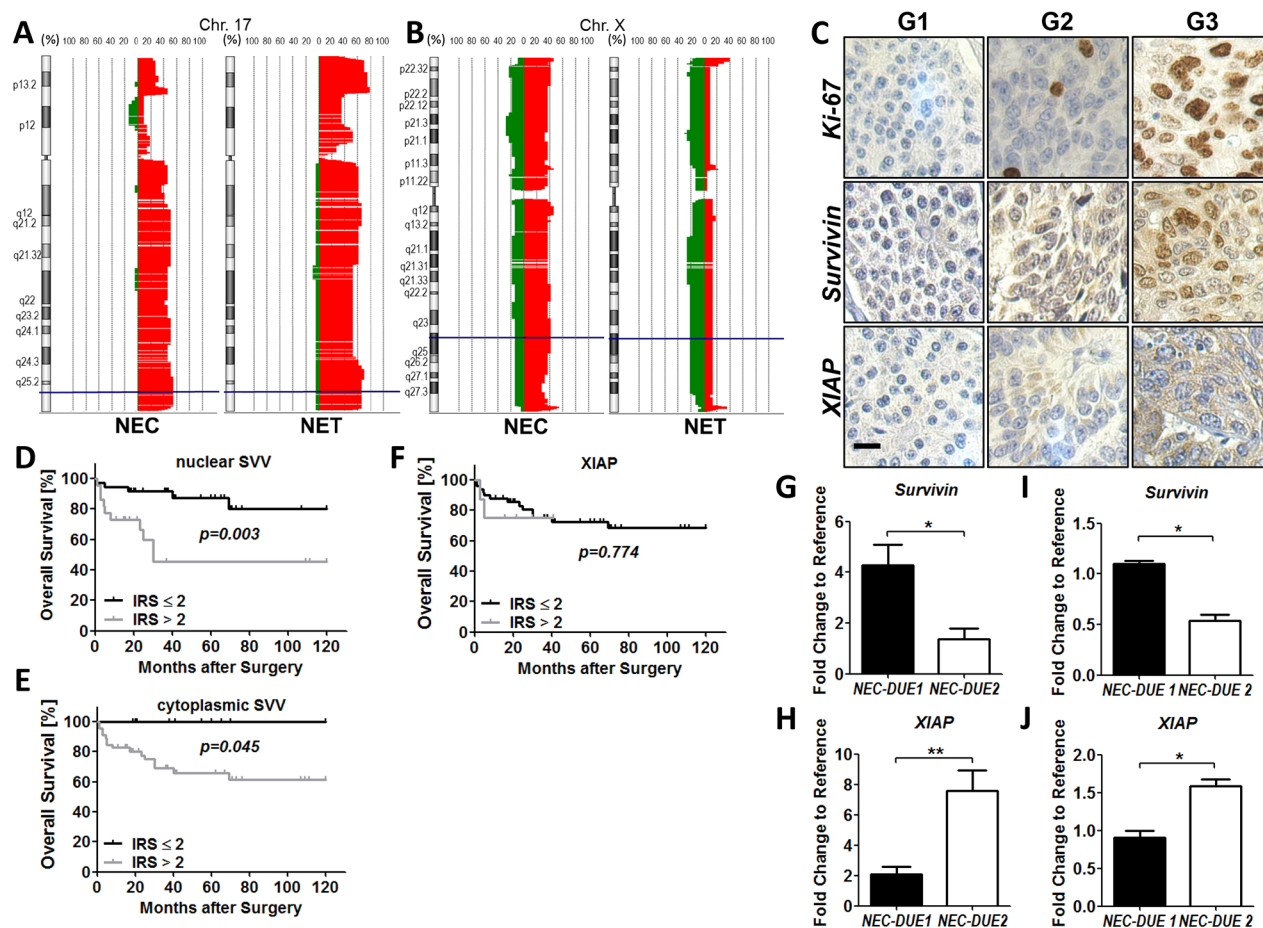 A
Chr. 17
(%) 100 80 60 40 20 0 20 40 60 80 100
(%) 100 80 60 40 20 0 20 40 60 80 100
p13.2
p12
q12
q21.2
q21.32
q22
q23.2
q24.1
q24.3
q25.2
NEC
NET
B
Chr. X
(%) 100 80 60 40 20 0 20 40 60 80 100
100 80 60 40 20 0 20 40 60 80 100
p22.32
p22.2
p22.12
p21.3
p21.1
p11.3
p11.22
q12
q13.2
q21.1
q21.31
q21.33
q22.2
q23
q25
q26.2
q27.1
q27.3
NEC
NET
C
G1
G2
G3
Ki-67
Survivin
XIAP
D
nuclear SVV
Overall Survival [%]
100
80
60
40
20
0
p=0.003
IRS ≤ 2
IRS > 2
0 20 40 60 80 100 120
Months after Surgery
E
cytoplasmic SVV
Overall Survival [%]
100
80
60
40
20
0
p=0.045
IRS ≤ 2
IRS > 2
0 20 40 60 80 100 120
Months after Surgery
F
XIAP
Overall Survival [%]
100
80
60
40
20
0
p=0.774
IRS ≤ 2
IRS > 2
0 20 40 60 80 100 120
Months after Surgery
G
Survivin
Fold Change to Reference
6
4
2
0
*
NEC-DUE1 NEC-DUE2
H
XIAP
Fold Change to Reference
10
8
6
4
2
0
**
NEC-DUE1 NEC-DUE2
I
Survivin
Fold Change to Reference
1.5
1.0
0.5
0.0
*
NEC-DUE 1 NEC-DUE 2
J
XIAP
Fold Change to Reference
2.0
1.5
1.0
0.5
0.0
*
NEC-DUE 1 NEC-DUE 2